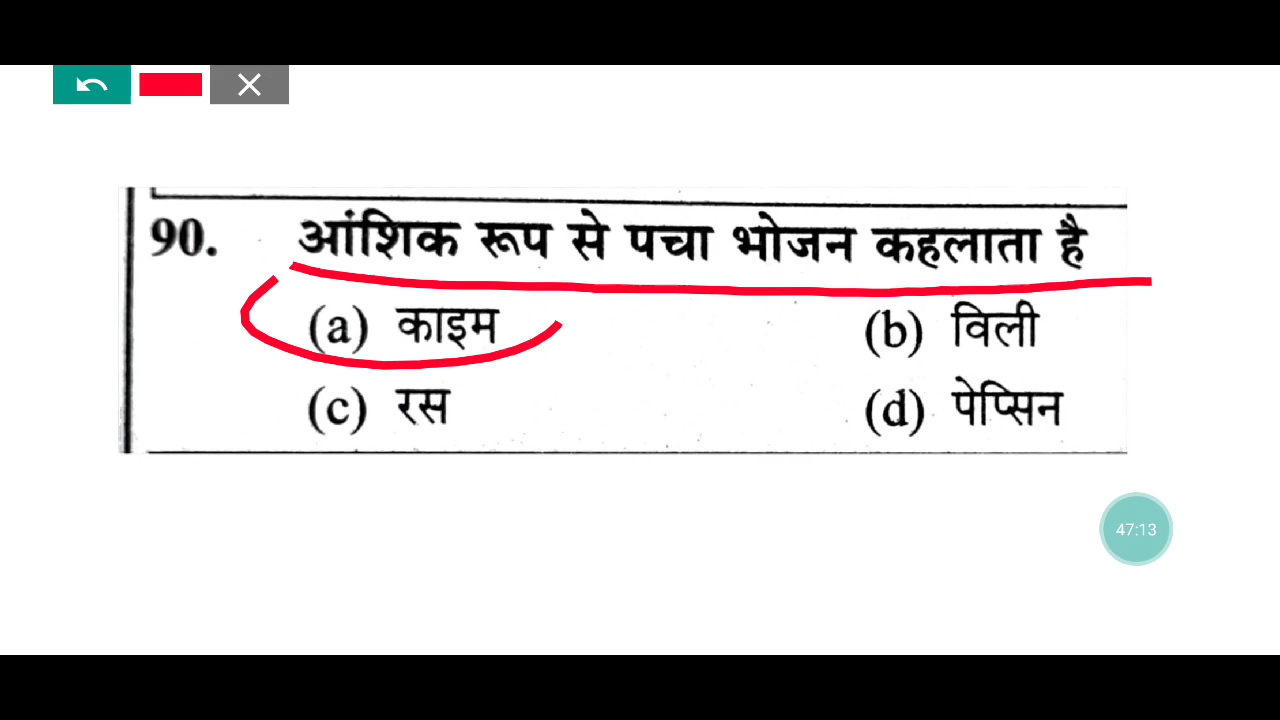 90. आंशिक रूप से पचा भोजन कहलाता है
(a) काइम (b) विली
(c) रस (d) पेप्सिन
47:13